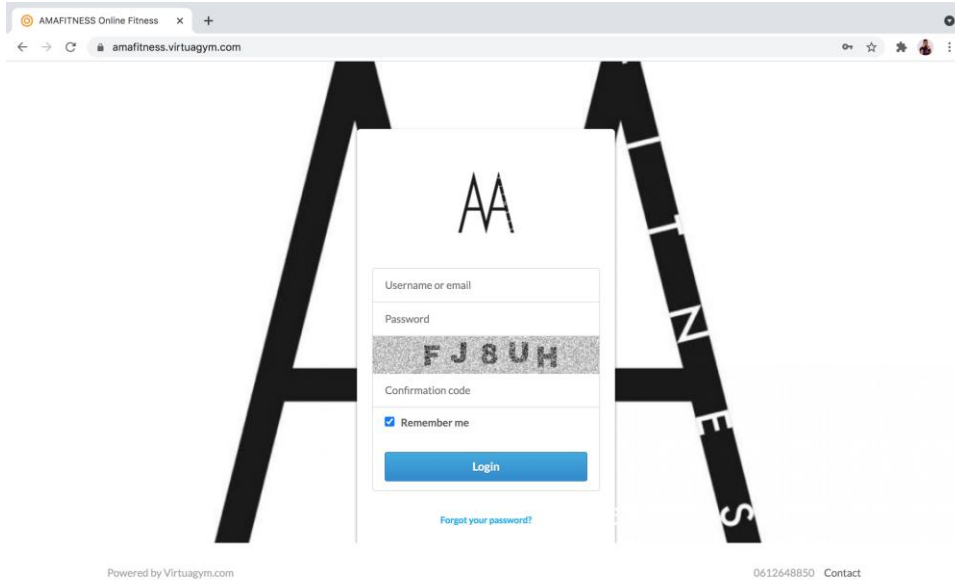 AMAFITNESS Online Fitness
amafitness.virtuagym.com
AA
ITNESS
Username or email
Password
FJ8UH
Confirmation code
Remember me
Login
Forgot your password?
Powered by Virtuagym.com
0612648850 Contact